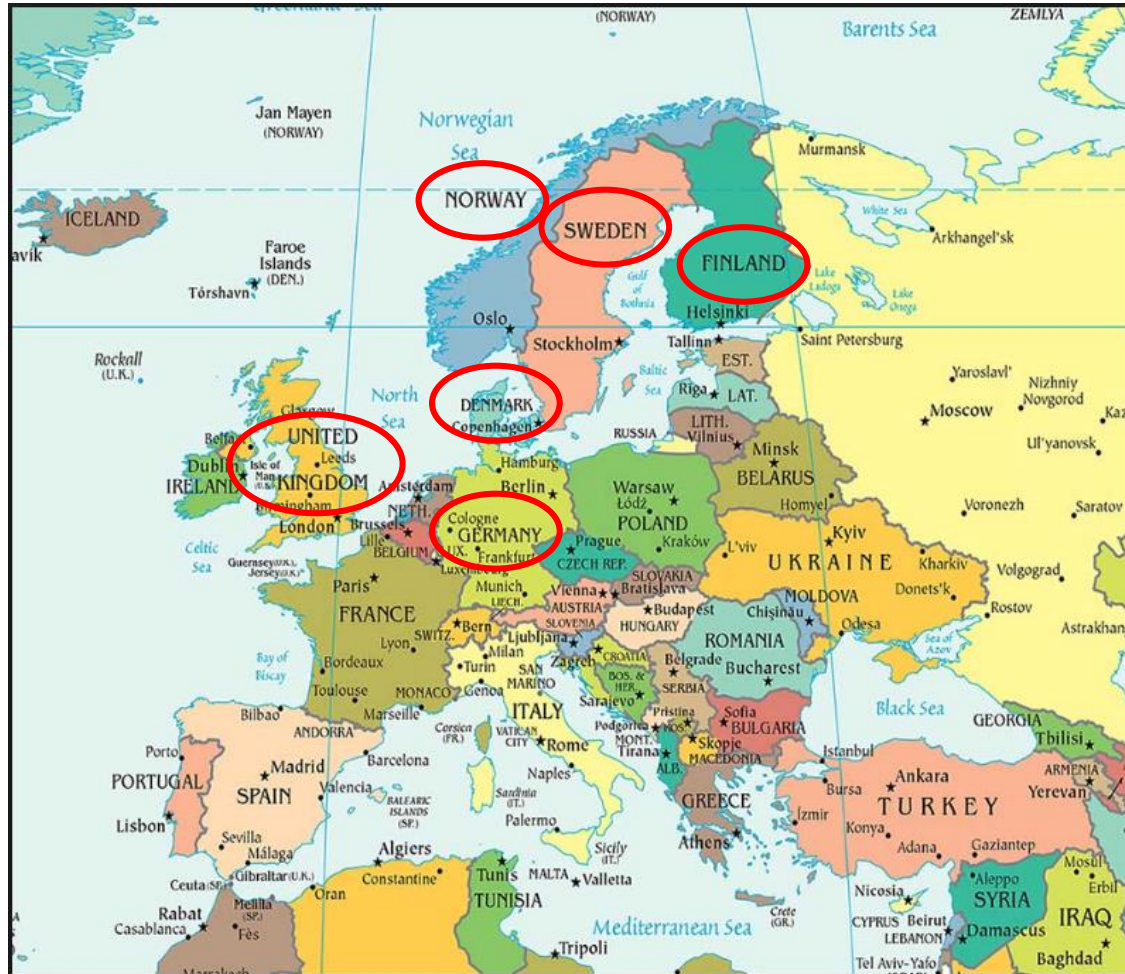 Greenland Sea
(NORWAY)
ZEMLYA
Barents Sea
Jan Mayen
(NORWAY)
Norwegian
Sea
Murmansk
NORWAY
ICELAND
SWEDEN
White Sea
Arkhangel'sk
avík
Faroe
Islands
(DEN.)
Tórshavn
FINLAND
Gulf
of
Bothnia
Lake
Ladoga
Lake
Onega
Oslo
Helsinki
Stockholm
Tallinn
Saint Petersburg
Rockall
(U.K.)
EST.
North
Sea
Baltic
Sea
Riga
LAT.
Yaroslavl'
Nizhniy
Novgorod
Moscow
Kaz
Glasgow
DENMARK
Copenhagen
LITH.
Vilnius
RUSSIA
Minsk
BELARUS
Ul'yanovsk
Belfast
UNITED
Leeds
KINGDOM
Isle of
Man
(U.K.)
Dublin
IRELAND
Birmingham
London
Hamburg
Berlin
Amsterdam
NETH.
Warsaw
Łódź
POLAND
Kraków
Homyel'
Voronezh
Saratov
Celtic
Sea
Brussels
Lille
BELGIUM
Cologne
GERMANY
LUX.
Frankfurt
Luxembourg
Prague
CZECH REP.
L'viv
Kyiv
UKRAINE
Kharkiv
Donets'k
Volgograd
Guernsey (U.K.)
Jersey (U.K.)
Paris
FRANCE
Munich
LIECH.
Vienna
AUSTRIA
SLOVAKIA
Bratislava
Budapest
HUNGARY
MOLDOVA
Chişinău
Odesa
Rostov
Astrakhan
Sea of
Azov
SWITZ.
Bern
SLOVENIA
Ljubljana
Zagreb
CROATIA
ROMANIA
Bucharest
Bay of
Biscay
Lyon
Bordeaux
Toulouse
Marseille
MONACO
Milan
Turin
Genoa
SAN
MARINO
ITALY
BOS. &
HER.
Sarajevo
Belgrade
SERBIA
Black Sea
Bilbao
ANDORRA
Corsica
(FR.)
VATICAN
CITY
Rome
Podgorica
MONT.
Pristina
KOS.
Sofia
BULGARIA
Skopje
MACEDONIA
Tirana
ALB.
GEORGIA
Tbilisi
Porto
PORTUGAL
Lisbon
Madrid
SPAIN
Barcelona
Valencia
BALEARIC
ISLANDS
(SP.)
Sardinia
(IT.)
Naples
Palermo
Sicily
(IT.)
GREECE
Athens
Istanbul
Bursa
Ankara
TURKEY
ARMENIA
Yerevan
İzmir
Konya
Adana
Gaziantep
Sevilla
Málaga
Gibraltar (U.K.)
Ceuta (SP.)
Melilla
(SP.)
Algiers
Oran
Constantine
Tunis
TUNISIA
MALTA
Valletta
Crete
(GR.)
Nicosia
CYPRUS
Aleppo
SYRIA
Mosul
Erbil
IRAQ
Baghdad
Rabat
Casablanca
Fès
Marrakech
Tripoli
Mediterranean Sea
Beirut
LEBANON
Damascus
Tel Aviv-Yafo